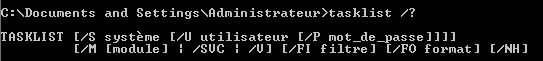 C:\Documents and Settings\Administrateur>tasklist /?
TASKLIST [/S système [/U utilisateur [/P mot_de_passe]]]]
[/M [module] ¦ /SVC ¦ /V] [/FI filtre] [/FO format] [/NH]